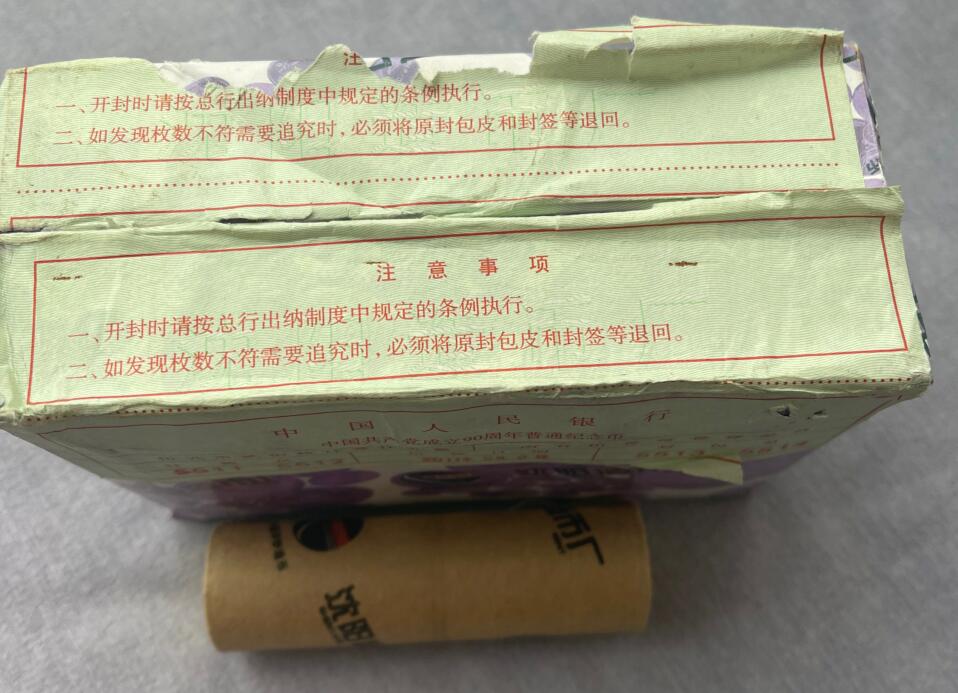 注
一、开封时请按总行出纳制度中规定的条例执行。
二、如发现枚数不符需要追究时，必须将原封包皮和封签等退回。
注意事项
一、开封时请按总行出纳制度中规定的条例执行。
二、如发现枚数不符需要追究时，必须将原封包皮和封签等退回。
中国人民银行
中国共产党成立90周年普通纪念币
币厂
沈阳